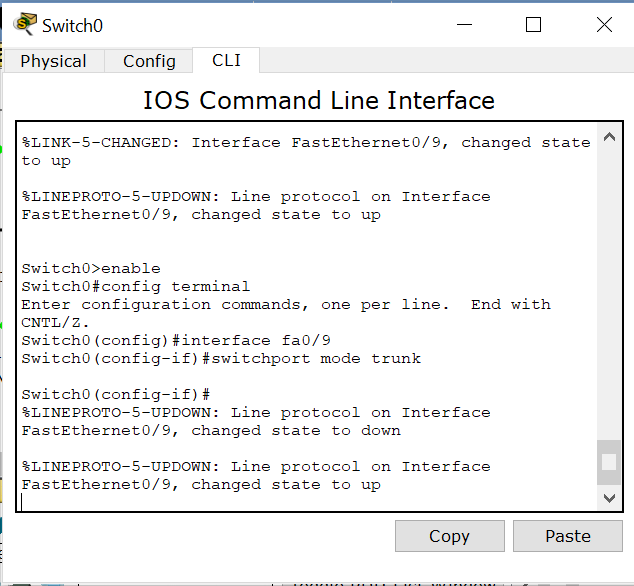 Switch0
Physical Config CLI
IOS Command Line Interface
%LINK-5-CHANGED: Interface FastEthernet0/9, changed state
to up
%LINEPROTO-5-UPDOWN: Line protocol on Interface
FastEthernet0/9, changed state to up
Switch0>enable
Switch0#config terminal
Enter configuration commands, one per line.  End with
CNTL/Z.
Switch0(config)#interface fa0/9
Switch0(config-if)#switchport mode trunk
Switch0(config-if)#
%LINEPROTO-5-UPDOWN: Line protocol on Interface
FastEthernet0/9, changed state to down
%LINEPROTO-5-UPDOWN: Line protocol on Interface
FastEthernet0/9, changed state to up
Copy Paste